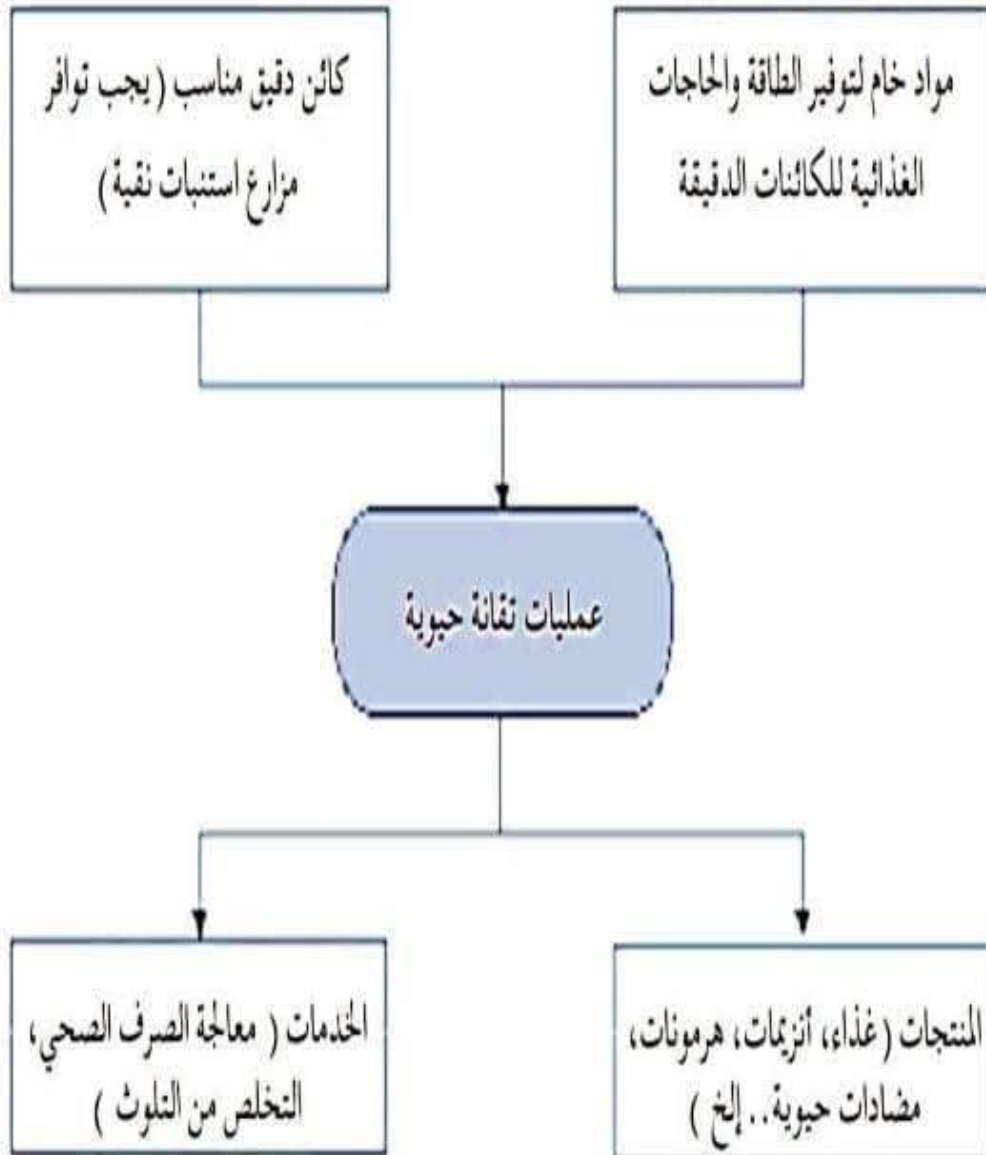 مواد خام لتوفير الطاقة والحاجات
الغذائية للكائنات الدقيقة
كائن دقيق مناسب ( يجب توافر
مزارع استنبات نقية )
عمليات تقانة حيوية
المنتجات ( غذاء، أنزيمات، هرمونات،
مضادات حيوية.. إلخ )
الخدمات ( معالجة الصرف الصحي،
التخلص من التلوث )